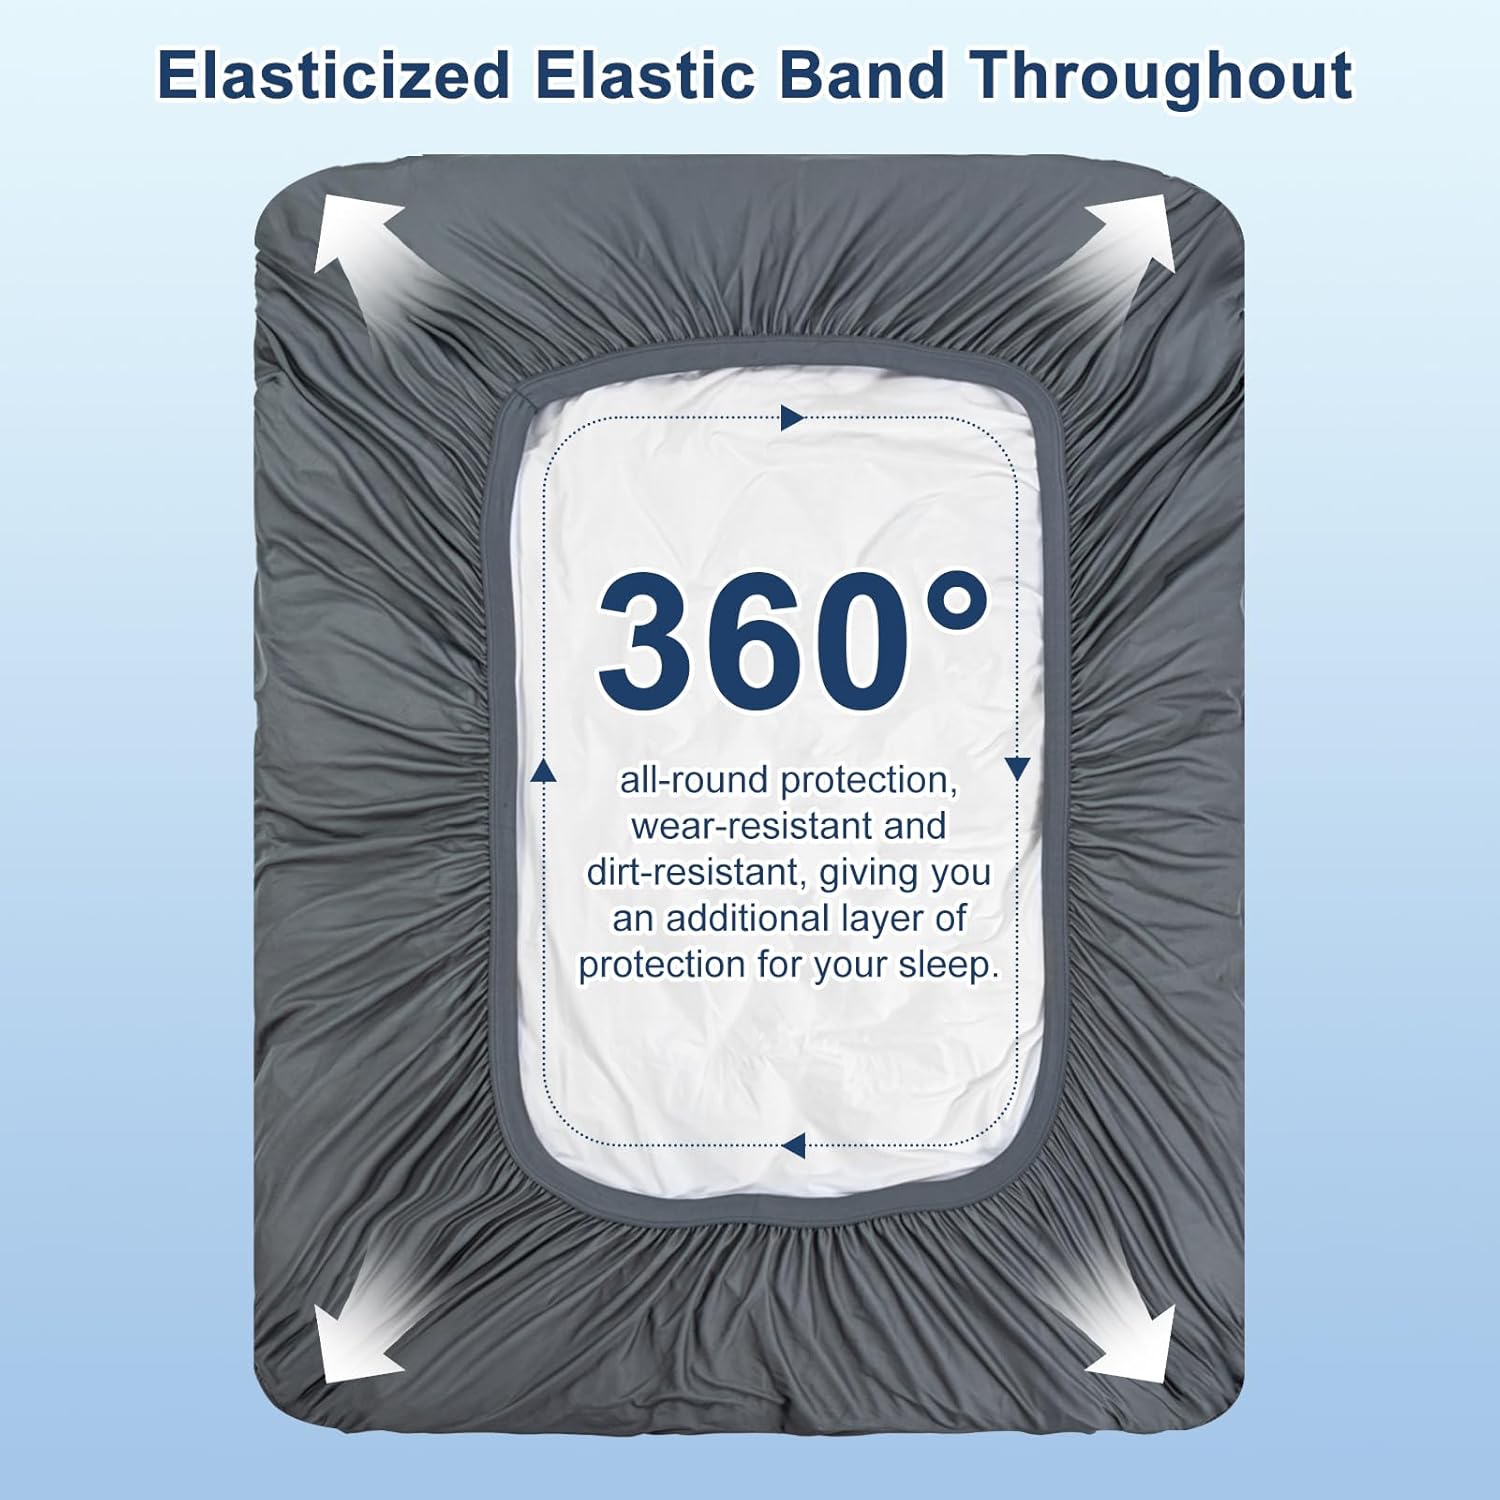 Elasticized Elastic Band Throughout
360°
all-round protection,
wear-resistant and
dirt-resistant, giving you
an additional layer of
protection for your sleep.